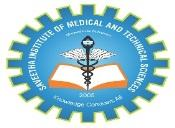 SAVEETHA INSTITUTE OF MEDICAL AND TECHNICAL SCIENCES
2005
Knowledge Conquers All